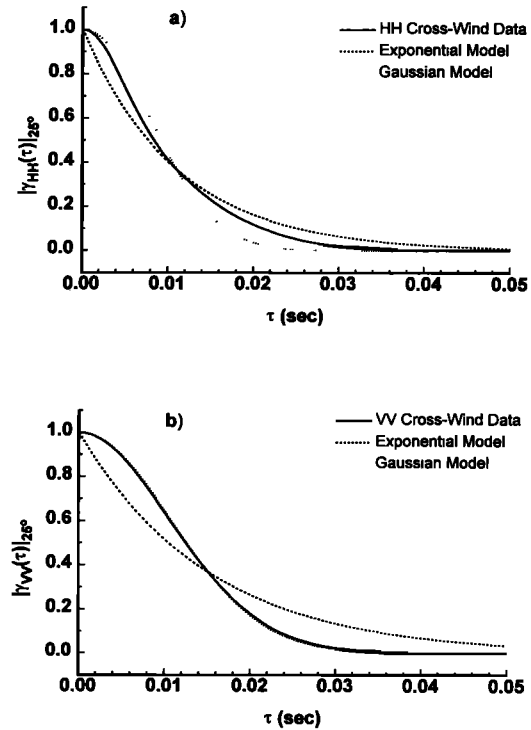 a)
HH Cross-Wind Data
Exponential Model
Gaussian Model
|γHH(τ)|25º
1.0
0.8
0.6
0.4
0.2
0.0
0.00 0.01 0.02 0.03 0.04 0.05
τ (sec)
b)
VV Cross-Wind Data
Exponential Model
Gaussian Model
|γVV(τ)|25º
1.0
0.8
0.6
0.4
0.2
0.0
0.00 0.01 0.02 0.03 0.04 0.05
τ (sec)